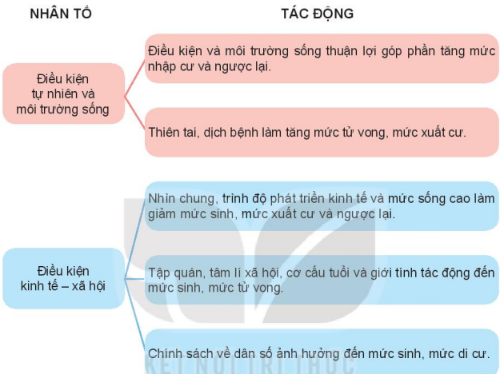 NHÂN TỐ
TÁC ĐỘNG
Điều kiện
tự nhiên và
môi trường sống
Điều kiện và môi trường sống thuận lợi góp phần tăng mức
nhập cư và ngược lại.
Thiên tai, dịch bệnh làm tăng mức tử vong, mức xuất cư.
Điều kiện
kinh tế – xã hội
Nhìn chung, trình độ phát triển kinh tế và mức sống cao làm
giảm mức sinh, mức xuất cư và ngược lại.
Tập quán, tâm lí xã hội, cơ cấu tuổi và giới tính tác động đến
mức sinh, mức tử vong.
Chính sách về dân số ảnh hưởng đến mức sinh, mức di cư.
KẾT NỐI TRI THỨC